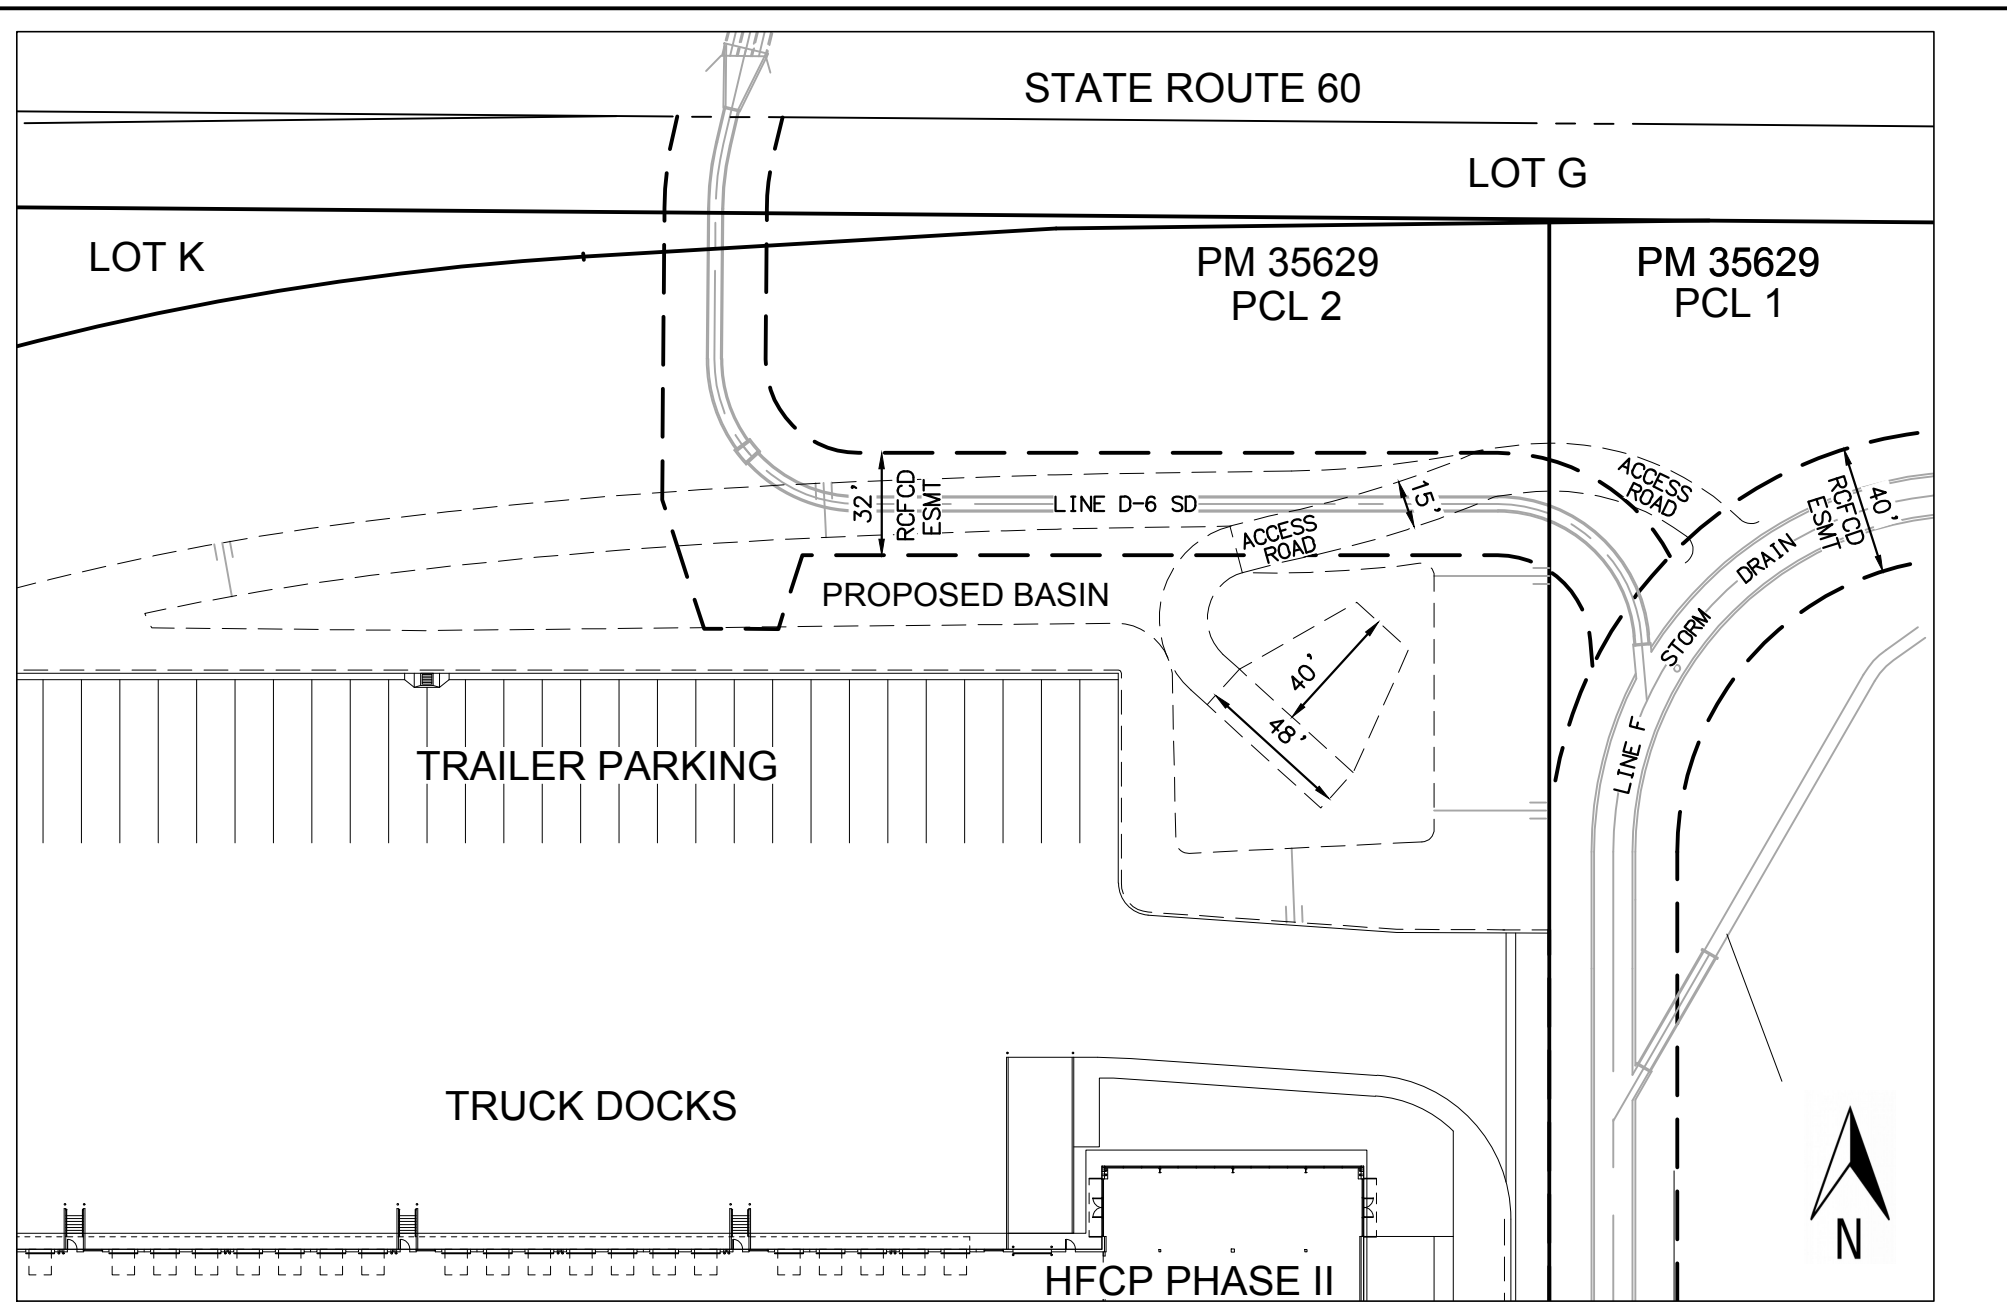 STATE ROUTE 60
LOT G
LOT K
PM 35629
PCL 2
PM 35629
PCL 1
32'
RCFCD
ESMT
LINE D-6 SD
15'
ACCESS
ROAD
ACCESS
ROAD
40'
RCFCD
ESMT
PROPOSED BASIN
STORM
DRAIN
LINE F
40'
48'
TRAILER PARKING
TRUCK DOCKS
HFCP PHASE II
N